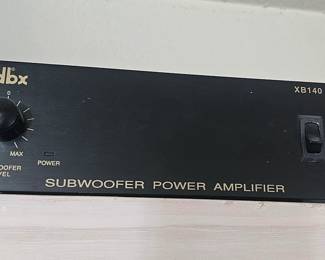 dbx
XB140
0
MAX
POWER
SUBWOOFER POWER AMPLIFIER